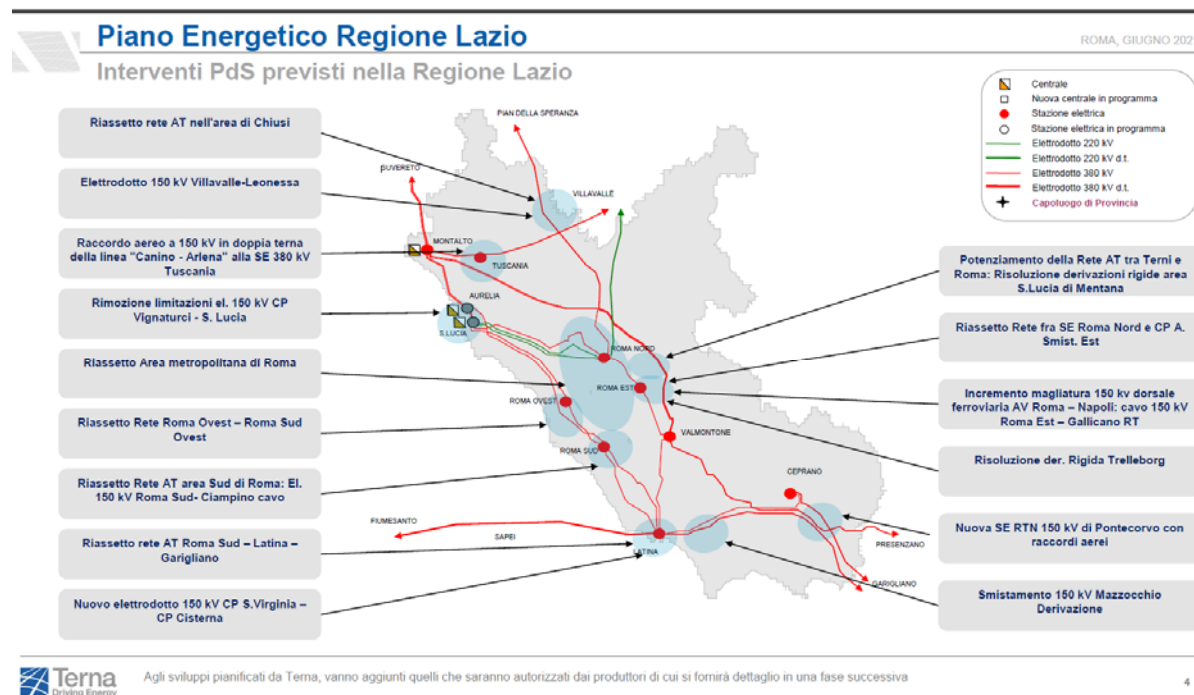 Piano Energetico Regione Lazio
ROMA, GIUGNO 202
Interventi PdS previsti nella Regione Lazio
Riassetto rete AT nell'area di Chiusi
Elettrodotto 150 kV Villavalle-Leonessa
Raccordo aereo a 150 kV in doppia terna
della linea "Canino - Arlena" alla SE 380 kV
Tuscania
Rimozione limitazioni el. 150 kV CP
Vignaturci - S. Lucia
Riassetto Area metropolitana di Roma
Riassetto Rete Roma Ovest – Roma Sud
Ovest
Riassetto Rete AT area Sud di Roma: El.
150 kV Roma Sud- Ciampino cavo
Riassetto rete AT Roma Sud – Latina –
Garigliano
Nuovo elettrodotto 150 kV CP S.Virginia –
CP Cisterna
PIAN DELLA SPERANZA
SUVERETO
VILLAVALLE
MONTALTO
TUSCANIA
AURELIA
S.LUCIA
ROMA NORD
ROMA EST
ROMA OVEST
VALMONTONE
ROMA SUD
CEPRANO
FIUMESANTO
SAPEI
LATINA
PRESENZANO
GARIGLIANO
Centrale
Nuova centrale in programma
Stazione elettrica
Stazione elettrica in programma
Elettrodotto 220 kV
Elettrodotto 220 kV d.t.
Elettrodotto 380 kV
Elettrodotto 380 kV d.t.
Capoluogo di Provincia
Potenziamento della Rete AT tra Terni e
Roma: Risoluzione derivazioni rigide area
S.Lucia di Mentana
Riassetto Rete fra SE Roma Nord e CP A.
Smist. Est
Incremento magliatura 150 kv dorsale
ferroviaria AV Roma – Napoli: cavo 150 kV
Roma Est – Gallicano RT
Risoluzione der. Rigida Trelleborg
Nuova SE RTN 150 kV di Pontecorvo con
raccordi aerei
Smistamento 150 kV Mazzocchio
Derivazione
Terna
Driving Energy
Agli sviluppi pianificati da Terna, vanno aggiunti quelli che saranno autorizzati dai produttori di cui si fornirà dettaglio in una fase successiva
4